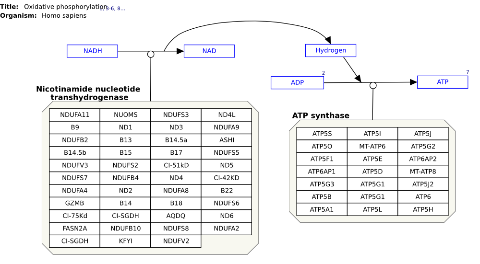 Title: Oxidative phosphorylation
Organism: Homo sapiens
NADH NAD Hydrogen
ADP 2 ATP 7
Nicotinamide nucleotide
transhydrogenase
NDUFA11 NUOMS NDUFS3 ND4L
B9 ND1 ND3 NDUFA9
NDUFB2 B13 B14.5a ASHI
B14.5b B15 B17 NDUFS5
NDUFV3 NDUFS2 CI-51kD ND5
NDUFS7 NDUFB4 ND4 CI-42KD
NDUFA4 ND2 NDUFA8 B22
GZMB B14 B18 NDUFS6
CI-75Kd CI-SGDH AQDQ ND6
FASN2A NDUFB10 NDUFS8 NDUFA2
CI-SGDH KFYI NDUFV2
ATP synthase
ATP5S ATP5I ATP5J
ATP5O MT-ATP6 ATP5G2
ATP5F1 ATP5E ATP6AP2
ATP6AP1 ATP5D MT-ATP8
ATP5G3 ATP5G1 ATP5J2
ATP5B ATP5G1 ATP6
ATP5A1 ATP5L ATP5H